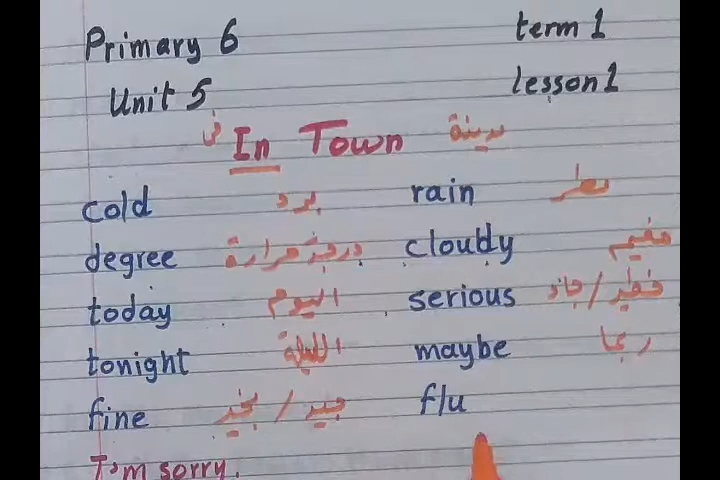 Primary 6 term 1
Unit 5 lesson 1
فى In Town مدينة
cold برد rain مطر
degree درجة حرارة cloudy مغيم
today اليوم serious خطير / جاد
tonight الليلة maybe ربما
fine جيد / بخير flu
I'm sorry.